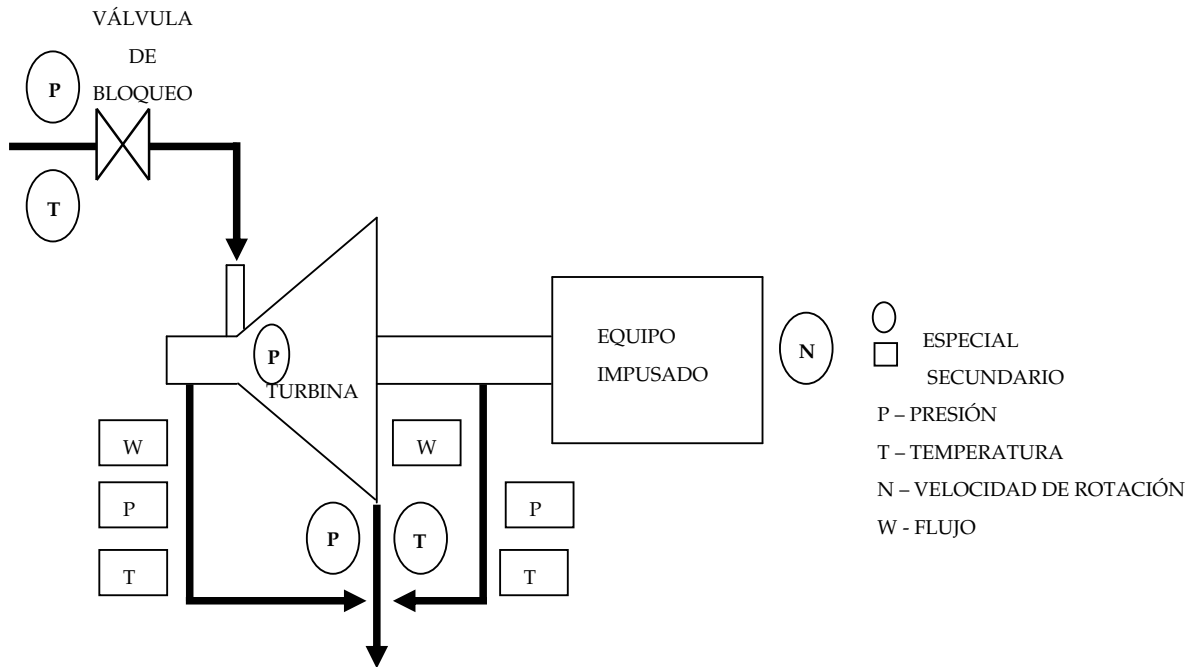 VÁLVULA
DE
BLOQUEO
P
T
P
TURBINA
EQUIPO
IMPUSADO
N
W
P
T
W
P
T
P
T
ESPECIAL
SECUNDARIO
P – PRESIÓN
T – TEMPERATURA
N – VELOCIDAD DE ROTACIÓN
W - FLUJO